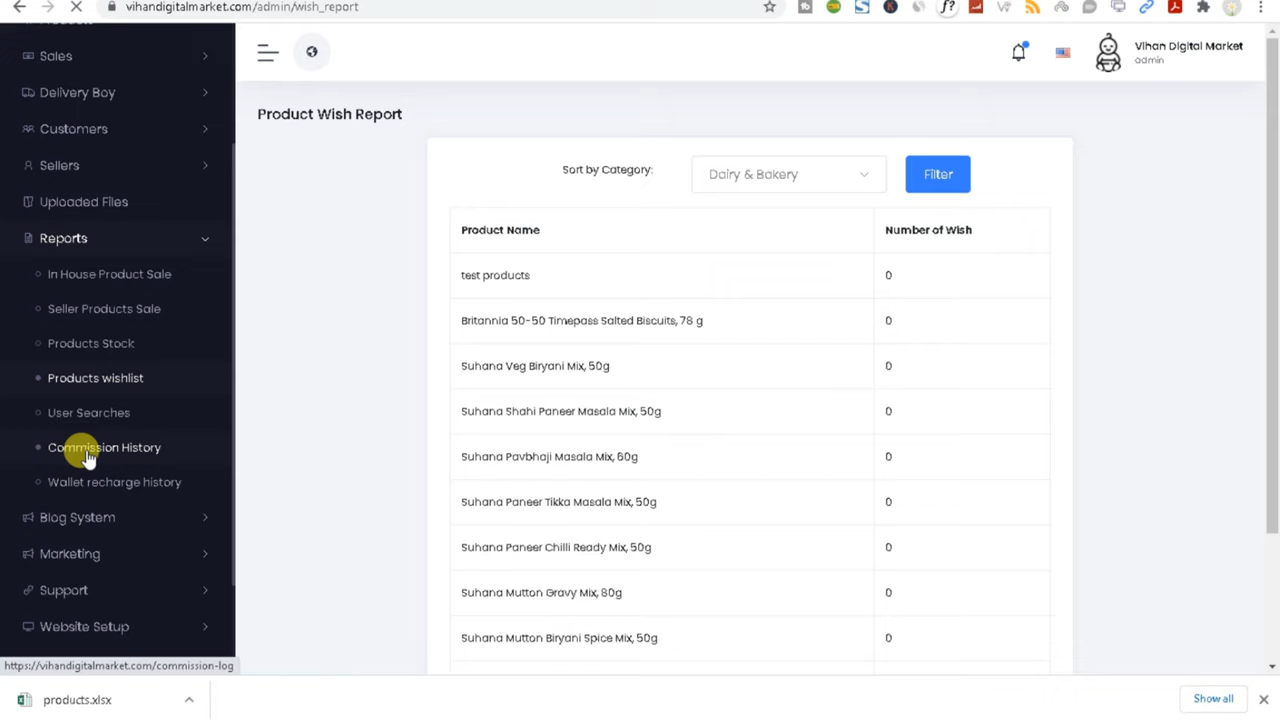 vihandigitalmarket.com/admin/wish_report
Sales
Delivery Boy
Customers
Sellers
Uploaded Files
Reports
In House Product Sale
Seller Products Sale
Products Stock
Products wishlist
User Searches
Commission History
Wallet recharge history
Blog System
Marketing
Support
Website Setup
https://vihandigitalmarket.com/commission-log
Vihan Digital Market
admin
Product Wish Report
Sort by Category:
Dairy & Bakery
Filter
Product Name Number of Wish
test products 0
Britannia 50-50 Timepass Salted Biscuits, 78 g 0
Suhana Veg Biryani Mix, 50g 0
Suhana Shahi Paneer Masala Mix, 50g 0
Suhana Pavbhaji Masala Mix, 60g 0
Suhana Paneer Tikka Masala Mix, 50g 0
Suhana Paneer Chilli Ready Mix, 50g 0
Suhana Mutton Gravy Mix, 80g 0
Suhana Mutton Biryani Spice Mix, 50g 0
products.xlsx
Show all